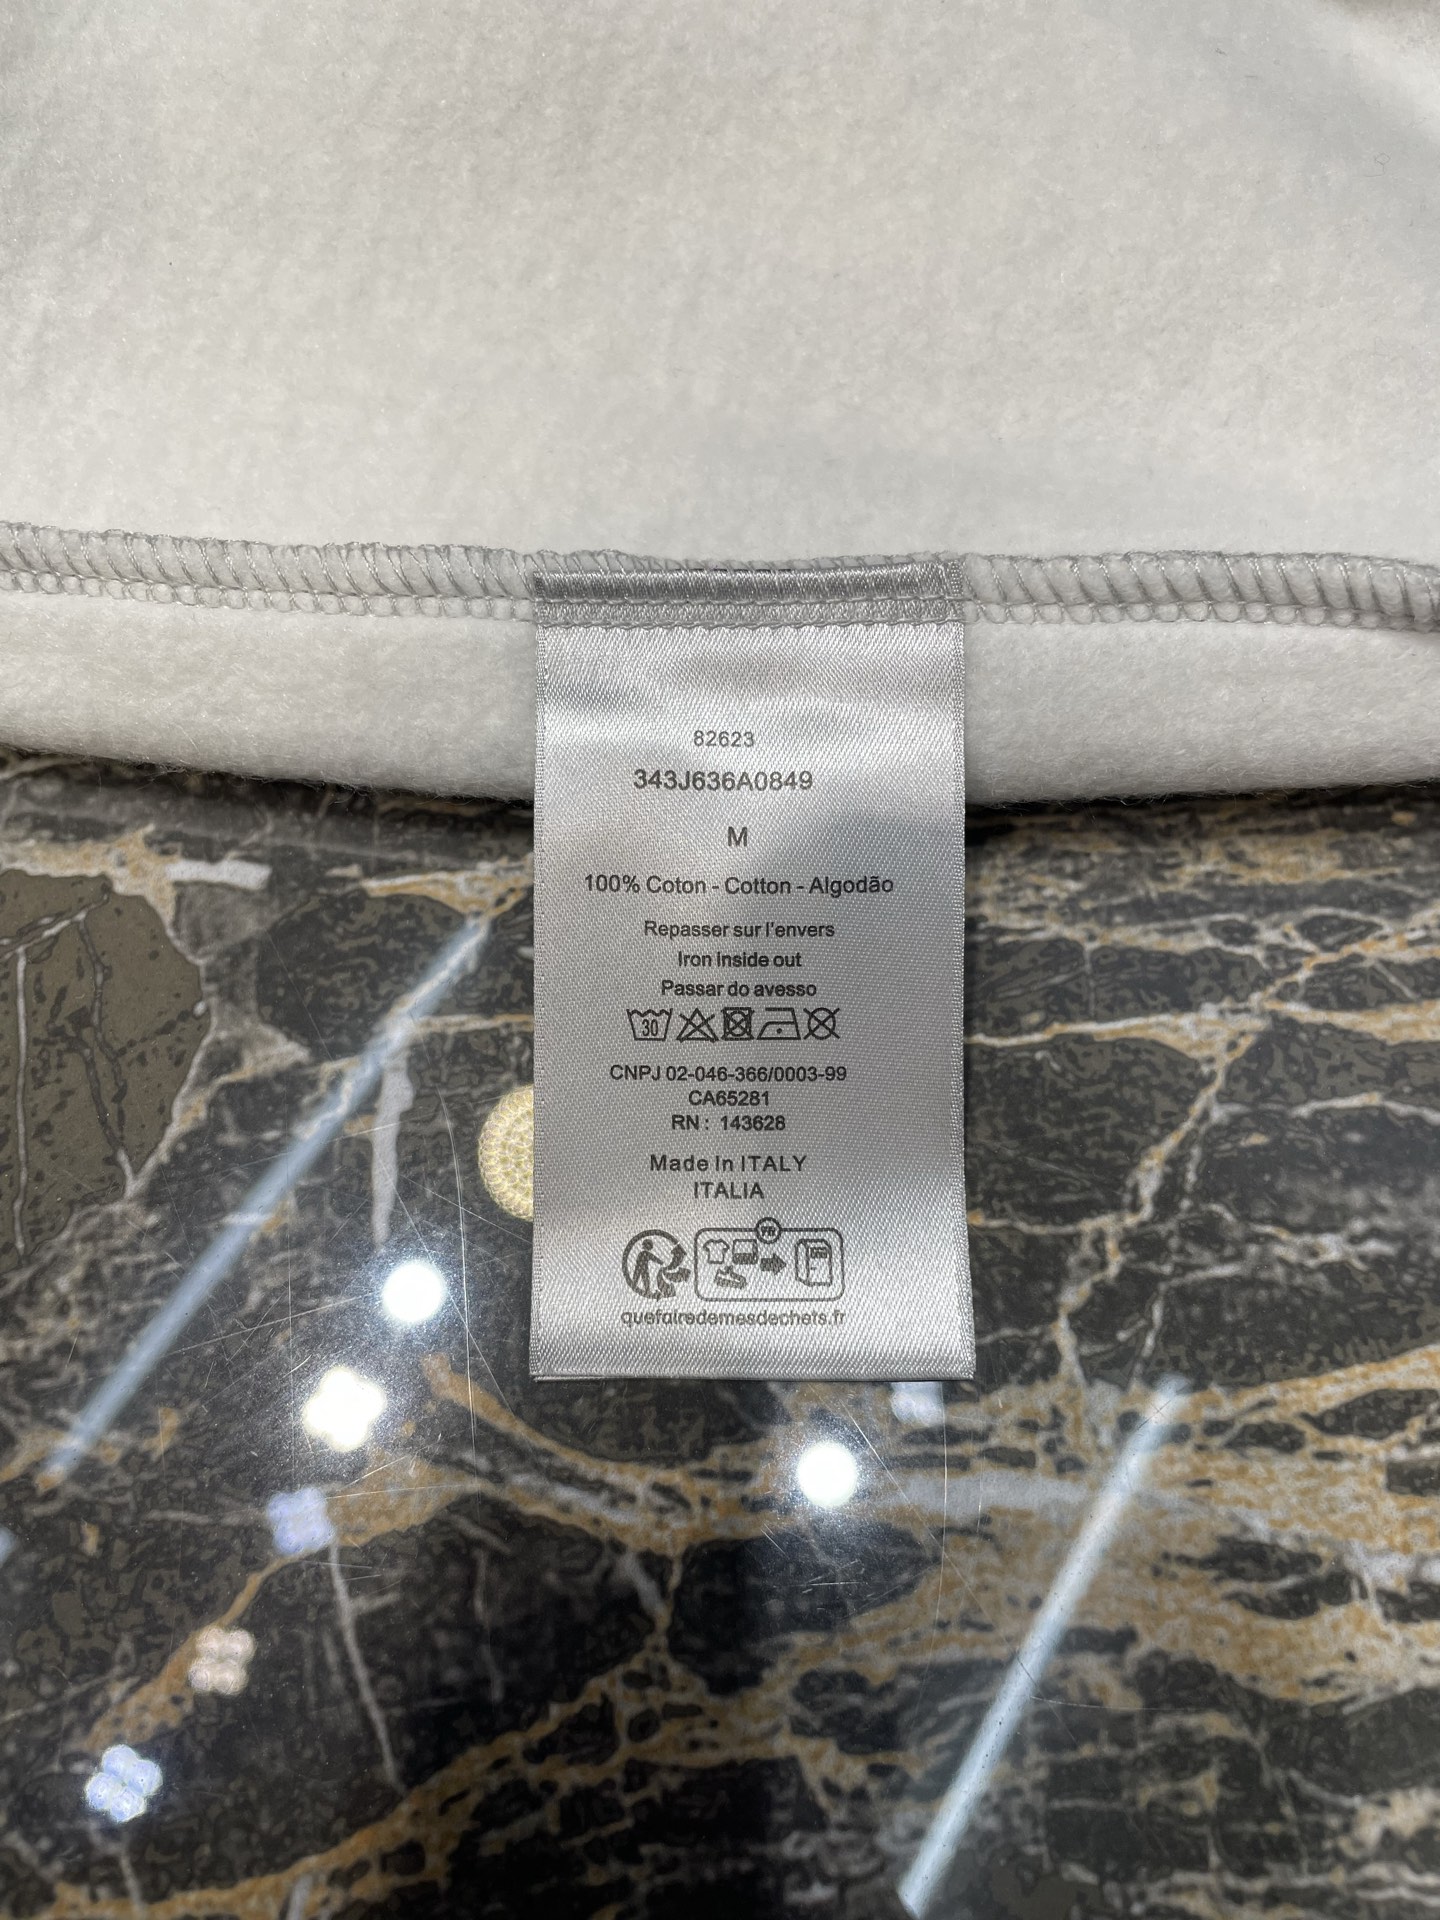 82623
343J636A0849
M
100% Coton - Cotton - Algodão
Repasser sur l'envers
Iron inside out
Passar do avesso
30
CNPJ 02-046-366/0003-99
CA65281
RN : 143628
Made in ITALY
ITALIA
quefairedemesdechets.fr